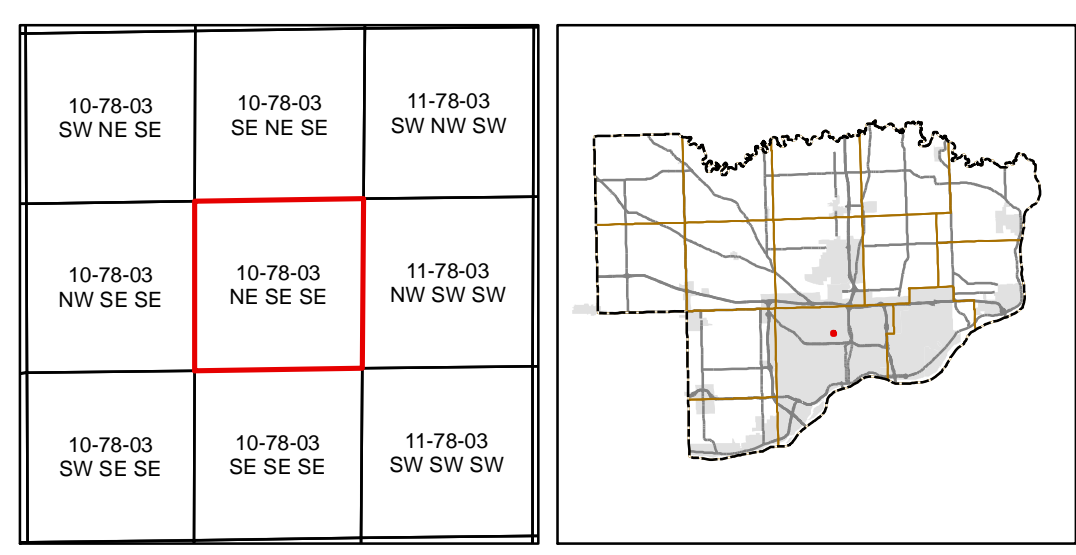 10-78-03
SW NE SE
10-78-03
SE NE SE
11-78-03
SW NW SW
10-78-03
NW SE SE
10-78-03
NE SE SE
11-78-03
NW SW SW
10-78-03
SW SE SE
10-78-03
SE SE SE
11-78-03
SW SW SW